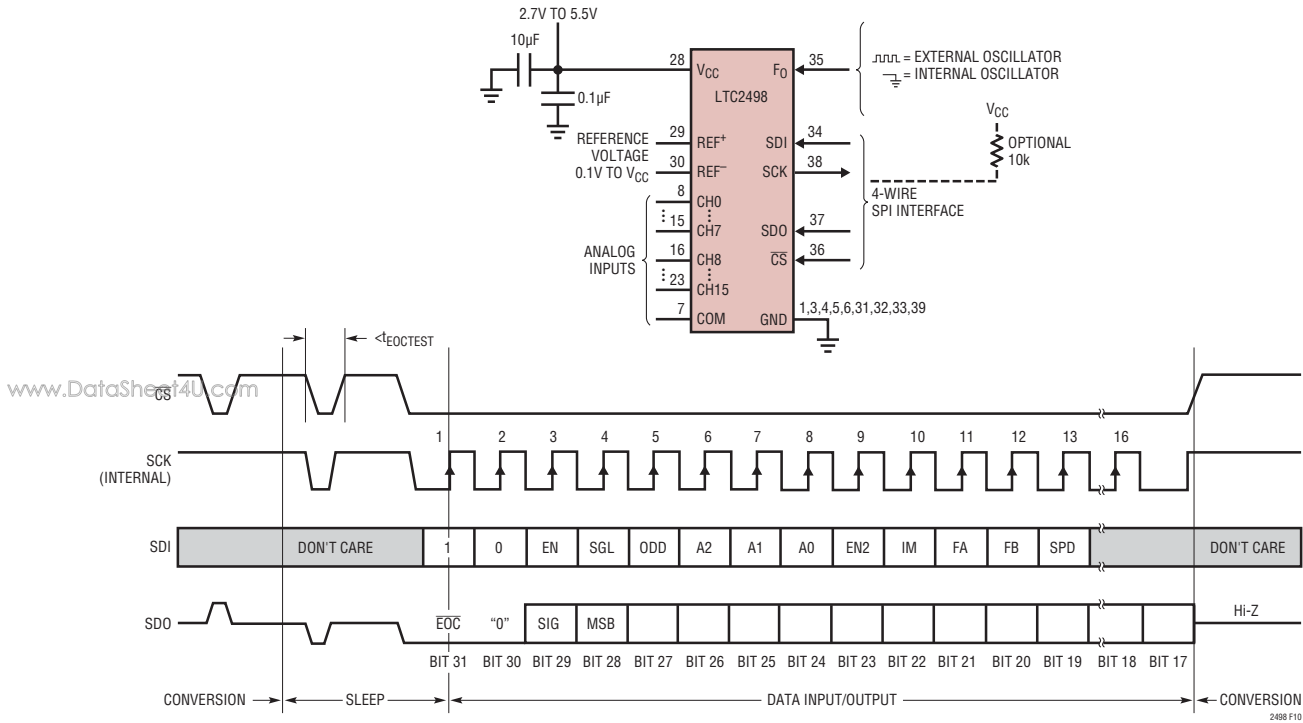 2.7V TO 5.5V
10µF
0.1µF
28 VCC
FO 35
LTC2498
= EXTERNAL OSCILLATOR
= INTERNAL OSCILLATOR
VCC
OPTIONAL
10k
REFERENCE
VOLTAGE
0.1V TO VCC
29 REF+
30 REF–
SDI 34
SCK 38
4-WIRE
SPI INTERFACE
8 CH0
15 CH7
16 CH8
23 CH15
7 COM
ANALOG
INPUTS
SDO 37
CS 36
GND 1,3,4,5,6,31,32,33,39
<tEOCTEST
www.DataSheet4U.com
CS
1 2 3 4 5 6 7 8 9 10 11 12 13 16
SCK
(INTERNAL)
SDI DON'T CARE 1 0 EN SGL ODD A2 A1 A0 EN2 IM FA FB SPD DON'T CARE
SDO EOC "0" SIG MSB Hi-Z
BIT 31 BIT 30 BIT 29 BIT 28 BIT 27 BIT 26 BIT 25 BIT 24 BIT 23 BIT 22 BIT 21 BIT 20 BIT 19 BIT 18 BIT 17
CONVERSION SLEEP DATA INPUT/OUTPUT CONVERSION
2498 F10